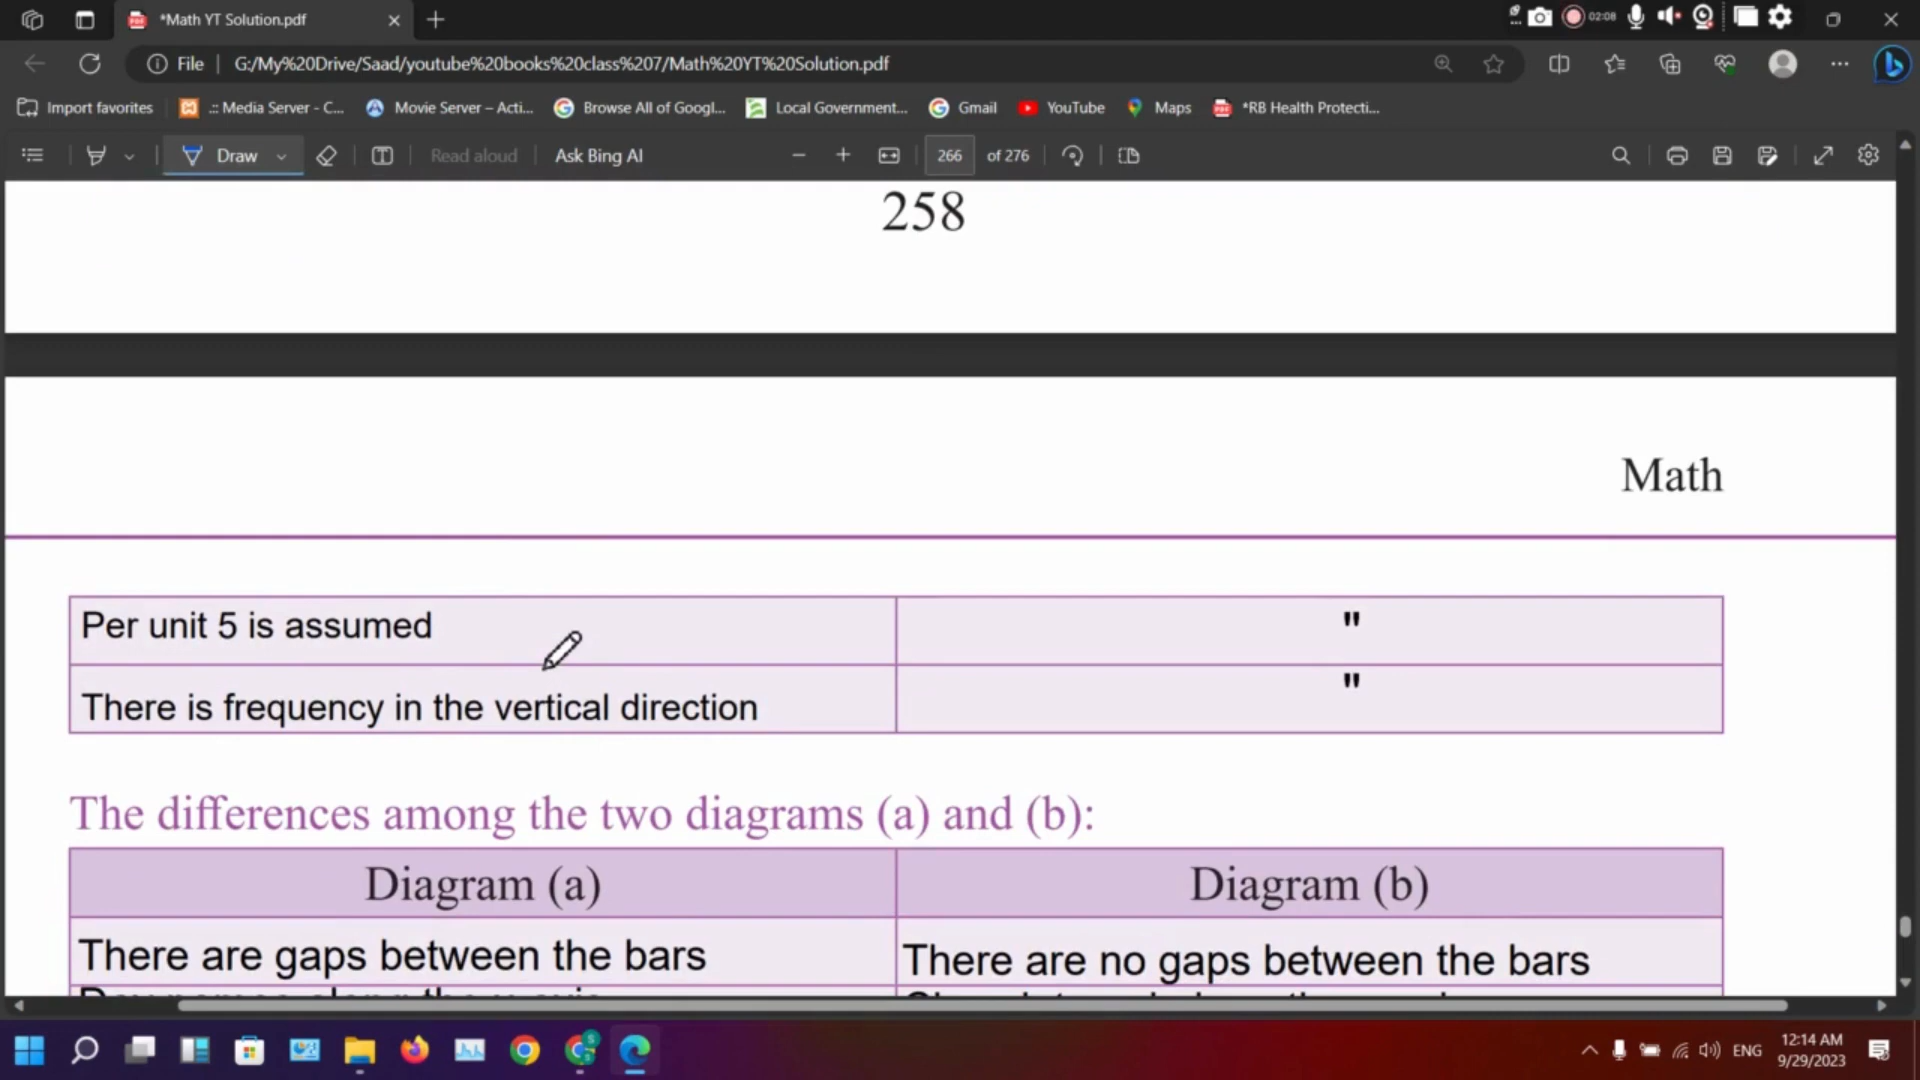 *Math YT Solution.pdf
02:08
File
G:/My%20Drive/Saad/youtube%20books%20class%207/Math%20YT%20Solution.pdf
Import favorites
.:: Media Server - C...
Movie Server – Acti...
Browse All of Googl...
Local Government...
Gmail
YouTube
Maps
*RB Health Protecti...
Draw
Read aloud
Ask Bing AI
266 of 276
258
Math
Per unit 5 is assumed "
There is frequency in the vertical direction "
The differences among the two diagrams (a) and (b):
Diagram (a) Diagram (b)
There are gaps between the bars There are no gaps between the bars
ENG
12:14 AM
9/29/2023